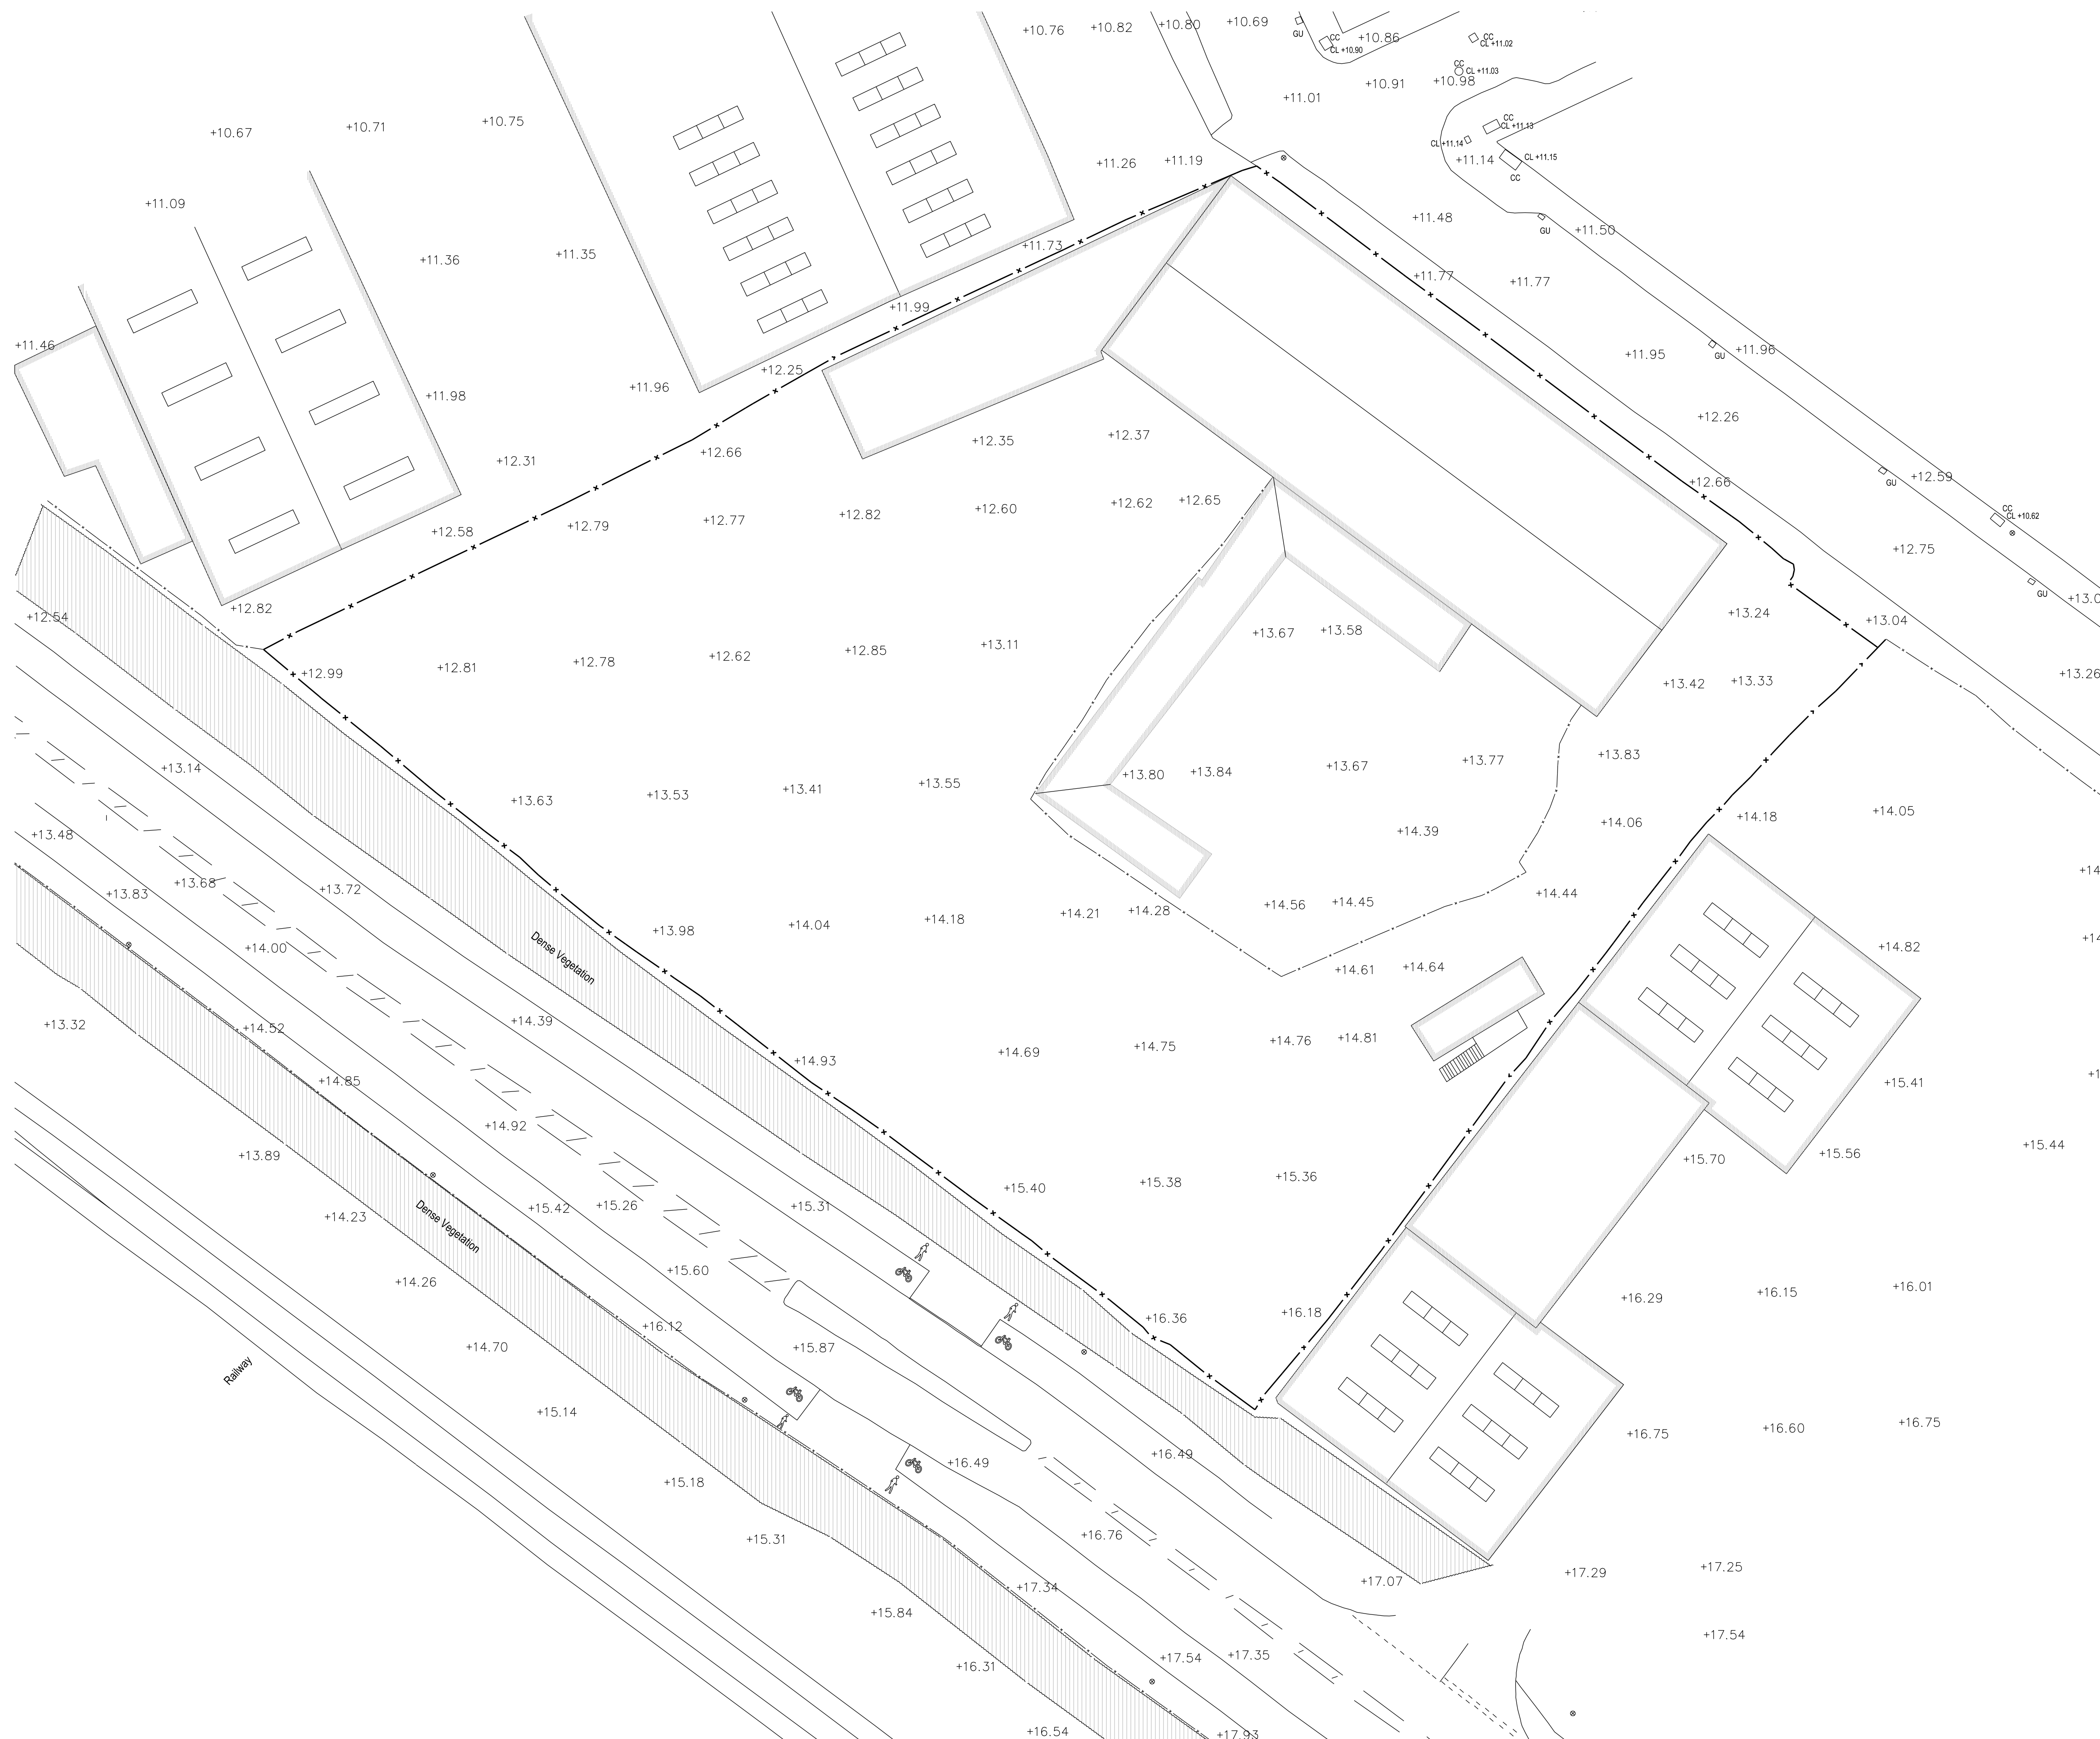 +10.76 +10.82 +10.80 +10.69
GU
CC
CL +10.90
+10.86
CC
CL +11.02
CC
CL +11.03
+11.01 +10.91 +10.98
+10.67 +10.71 +10.75
CC
CL +11.13
CL +11.14
+11.14
CL +11.15
CC
+11.26 +11.19
+11.09
+11.48
GU
+11.50
+11.36 +11.35 +11.73
+11.77 +11.77
+11.99
+11.46
+11.95
GU
+11.96
+12.25
+11.98 +11.96
+12.26
+12.35 +12.37
+12.31 +12.66
+12.66
GU
+12.59
CC
CL +10.62
+12.58 +12.79 +12.77 +12.82 +12.60 +12.62 +12.65
+12.75
GU
+12.54 +12.82
+13.24 +13.04
+13.67 +13.58
+12.99 +12.81 +12.78 +12.62 +12.85 +13.11
+13.42 +13.33
+13.26
+13.14
+13.63 +13.53 +13.41 +13.55 +13.80 +13.84 +13.67 +13.77 +13.83
+13.48
+14.39 +14.06 +14.18 +14.05
+13.83 +13.68 +13.72
+14.44
+14.00
Dense Vegetation
+13.98 +14.04 +14.18 +14.21 +14.28 +14.56 +14.45
+14.82
+14.61 +14.64
+13.32 +14.52 +14.39
+14.93 +14.69 +14.75 +14.76 +14.81
+14.85
+15.41
+13.89 +14.92
+15.70 +15.56 +15.44
+14.23
Dense Vegetation
+15.42 +15.26 +15.31 +15.40 +15.38 +15.36
+14.26 +15.60
+16.29 +16.15 +16.01
+14.70 +16.12 +15.87 +16.36 +16.18
Railway
+15.14
+16.75 +16.60 +16.75
+15.18 +16.49 +16.49
+15.31 +16.76
+17.34 +17.07 +17.29 +17.25
+15.84
+16.31 +17.54 +17.35 +17.54
+16.54 +17.93